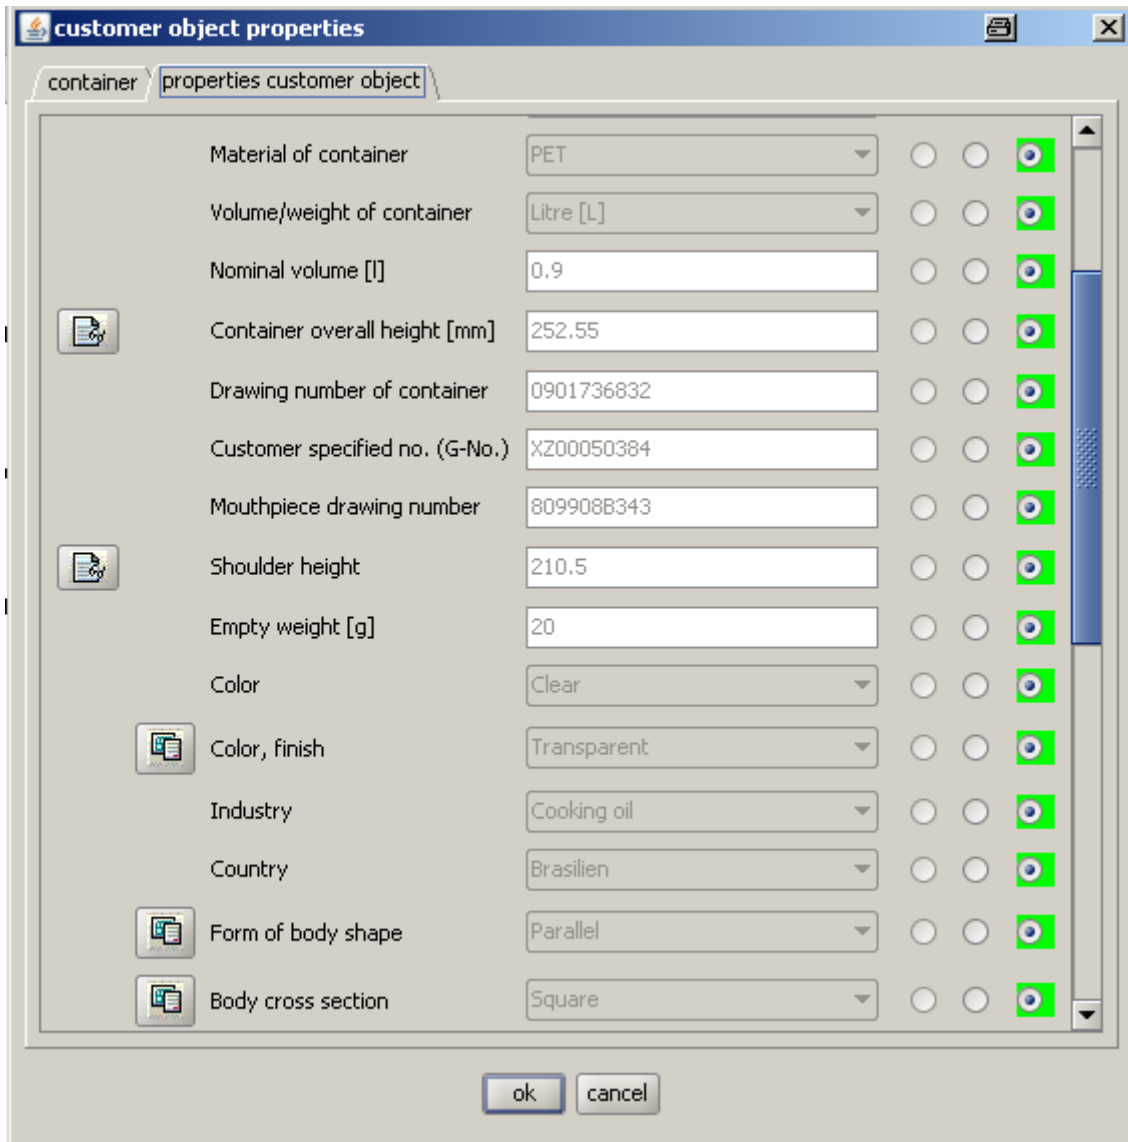 customer object properties
container properties customer object
Material of container PET
Volume/weight of container Litre [L]
Nominal volume [l] 0.9
Container overall height [mm] 252.55
Drawing number of container 0901736832
Customer specified no. (G-No.) XZ00050384
Mouthpiece drawing number 809908B343
Shoulder height 210.5
Empty weight [g] 20
Color Clear
Color, finish Transparent
Industry Cooking oil
Country Brasilien
Form of body shape Parallel
Body cross section Square
ok cancel